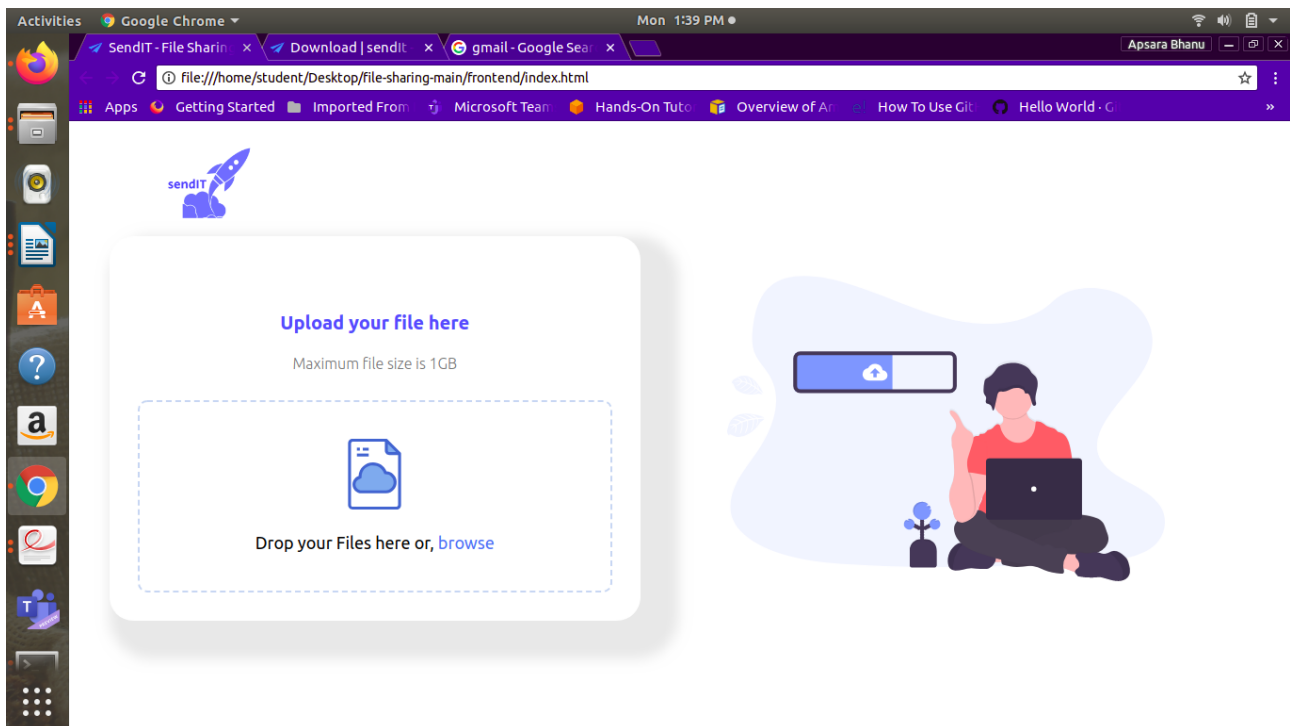 Activities Google Chrome Mon 1:39 PM
SendIT - File Sharin Download | sendIt gmail - Google Sear Apsara Bhanu
file:///home/student/Desktop/file-sharing-main/frontend/index.html
Apps Getting Started Imported From Microsoft Team Hands-On Tuto Overview of Am How To Use Git Hello World · G »
sendIT
Upload your file here
Maximum file size is 1GB
Drop your Files here or, browse